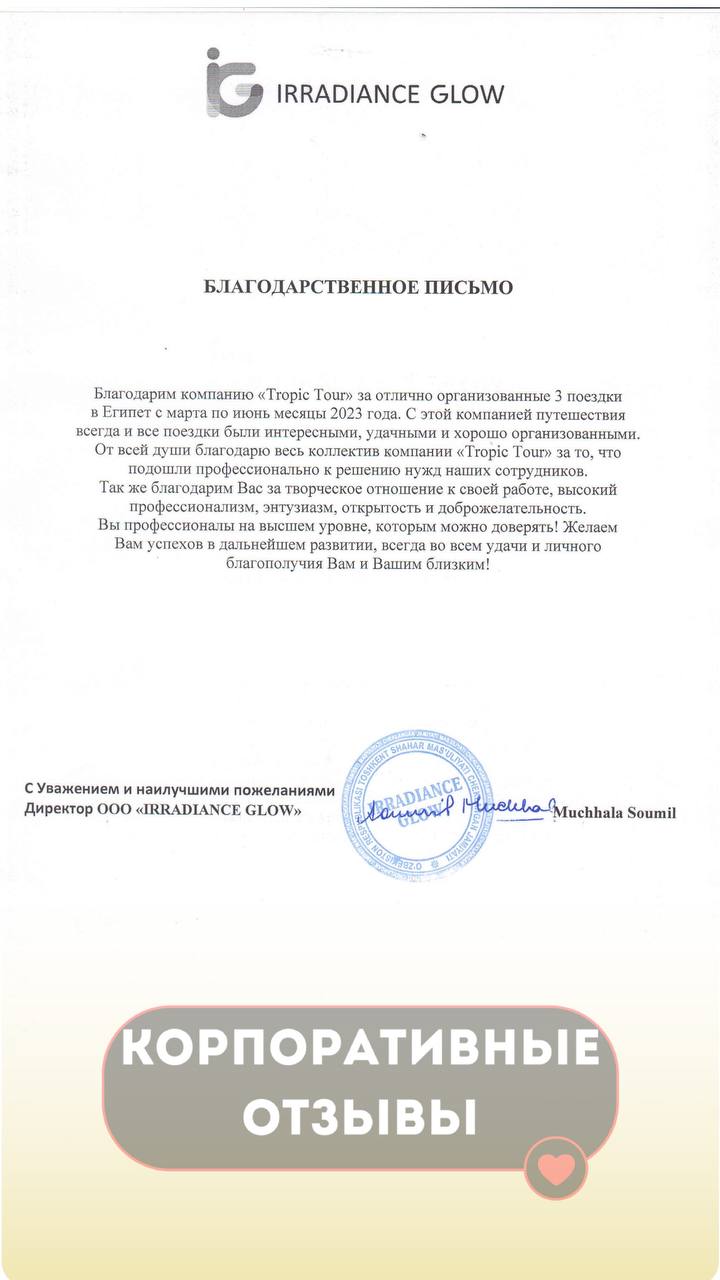 IRRADIANCE GLOW
БЛАГОДАРСТВЕННОЕ ПИСЬМО
Благодарим компанию «Tropic Tour» за отлично организованные 3 поездки
в Египет с марта по июнь месяцы 2023 года. С этой компанией путешествия
всегда и все поездки были интересными, удачными и хорошо организованными.
От всей души благодарю весь коллектив компании «Tropic Tour» за то, что
подошли профессионально к решению нужд наших сотрудников.
Так же благодарим Вас за творческое отношение к своей работе, высокий
профессионализм, энтузиазм, открытость и доброжелательность.
Вы профессионалы на высшем уровне, которым можно доверять! Желаем
Вам успехов в дальнейшем развитии, всегда во всем удачи и личного
благополучия Вам и Вашим близким!
С Уважением и наилучшими пожеланиями
Директор ООО «IRRADIANCE GLOW»
O'ZBEKISTON RESPUBLIKASI TOSHKENT SHAHAR MAS'ULIYATI CHEKLANGAN JAMIYATI
IRRADIANCE
GLOW
Soumil Muchhala
Muchhala Soumil
КОРПОРАТИВНЫЕ
ОТЗЫВЫ